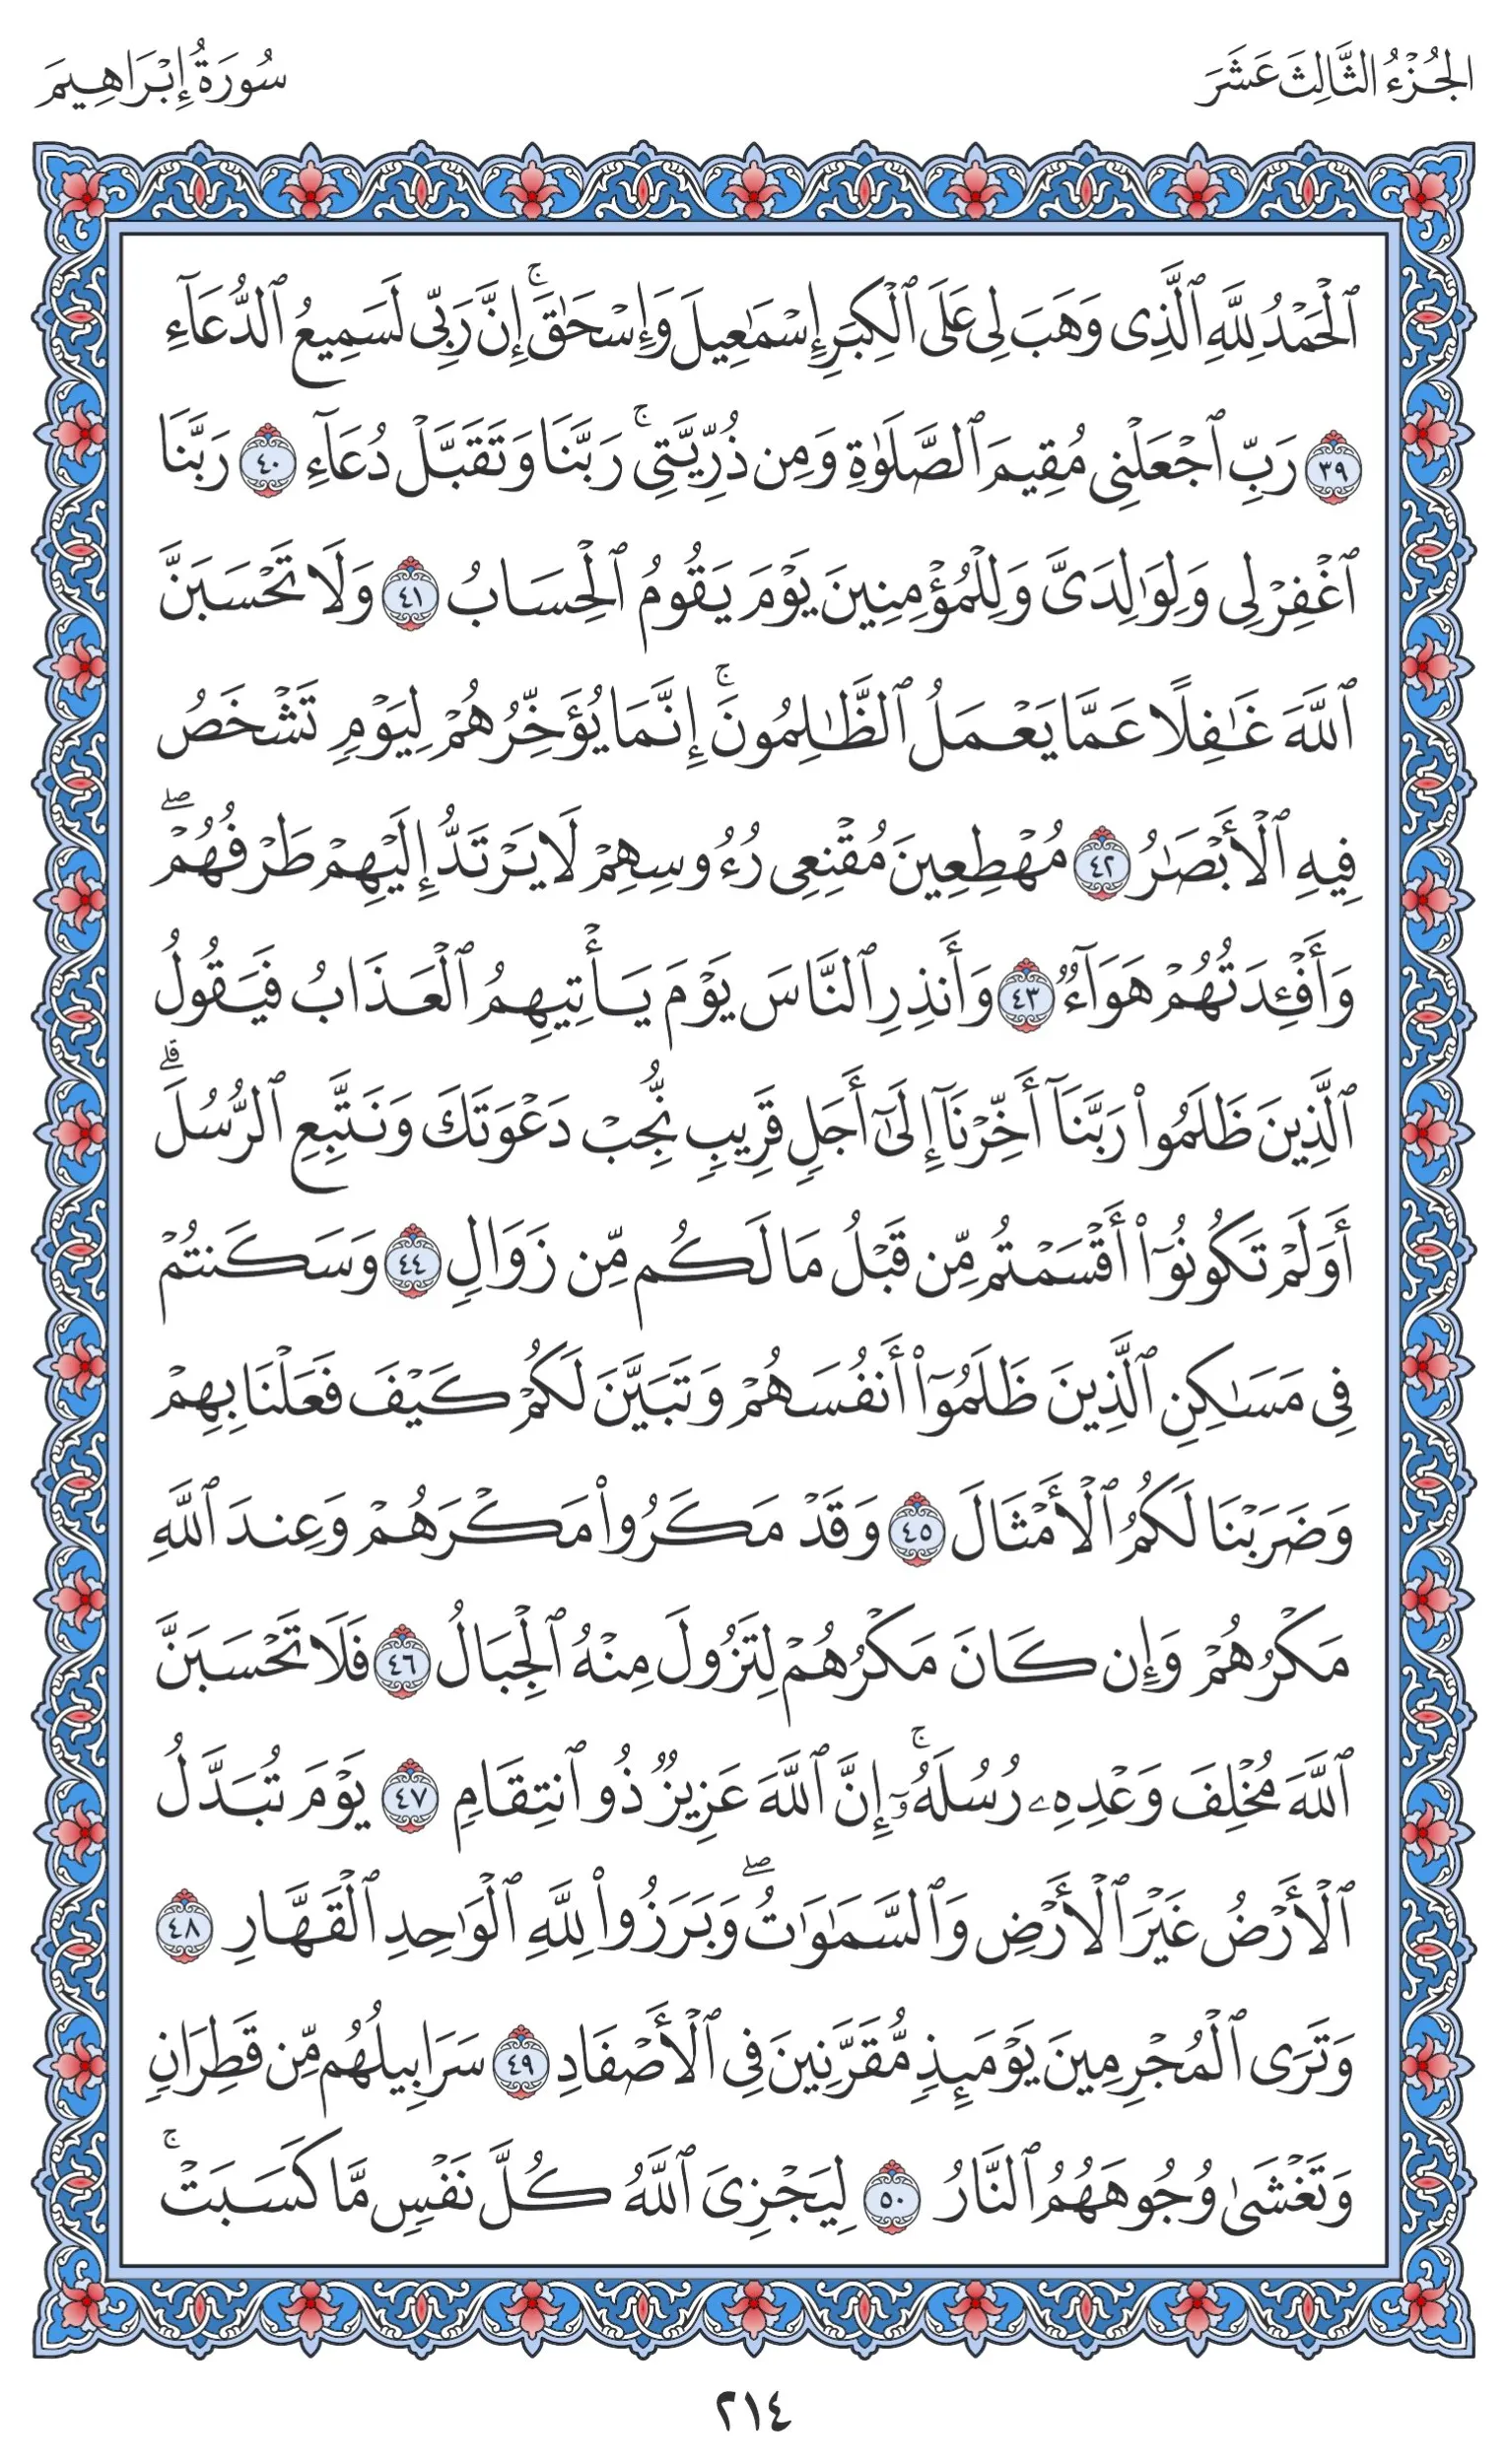 الجُزْءُ الثَّالِثَ عَشَرَ
سُورَةُ إِبْرَاهِيمَ
ٱلْحَمْدُ لِلَّهِ ٱلَّذِى وَهَبَ لِى عَلَى ٱلْكِبَرِ إِسْمَٰعِيلَ وَإِسْحَٰقَۚ إِنَّ رَبِّى لَسَمِيعُ ٱلدُّعَآءِ
٣٩ رَبِّ ٱجْعَلْنِى مُقِيمَ ٱلصَّلَوٰةِ وَمِن ذُرِّيَّتِىۚ رَبَّنَا وَتَقَبَّلْ دُعَآءِ ٤٠ رَبَّنَا
ٱغْفِرْ لِى وَلِوَٰلِدَىَّ وَلِلْمُؤْمِنِينَ يَوْمَ يَقُومُ ٱلْحِسَابُ ٤١ وَلَا تَحْسَبَنَّ
ٱللَّهَ غَٰفِلًا عَمَّا يَعْمَلُ ٱلظَّٰلِمُونَۚ إِنَّمَا يُؤَخِّرُهُمْ لِيَوْمٍ تَشْخَصُ
فِيهِ ٱلْأَبْصَٰرُ ٤٢ مُهْطِعِينَ مُقْنِعِى رُءُوسِهِمْ لَا يَرْتَدُّ إِلَيْهِمْ طَرْفُهُمْۖ
وَأَفْـِٔدَتُهُمْ هَوَآءٌ ٤٣ وَأَنذِرِ ٱلنَّاسَ يَوْمَ يَأْتِيهِمُ ٱلْعَذَابُ فَيَقُولُ
ٱلَّذِينَ ظَلَمُوا۟ رَبَّنَآ أَخِّرْنَآ إِلَىٰٓ أَجَلٍ قَرِيبٍ نُّجِبْ دَعْوَتَكَ وَنَتَّبِعِ ٱلرُّسُلَۗ
أَوَلَمْ تَكُونُوٓا۟ أَقْسَمْتُم مِّن قَبْلُ مَا لَكُم مِّن زَوَالٍ ٤٤ وَسَكَنتُمْ
فِى مَسَٰكِنِ ٱلَّذِينَ ظَلَمُوٓا۟ أَنفُسَهُمْ وَتَبَيَّنَ لَكُمْ كَيْفَ فَعَلْنَا بِهِمْ
وَضَرَبْنَا لَكُمُ ٱلْأَمْثَالَ ٤٥ وَقَدْ مَكَرُوا۟ مَكْرَهُمْ وَعِندَ ٱللَّهِ
مَكْرُهُمْ وَإِن كَانَ مَكْرُهُمْ لِتَزُولَ مِنْهُ ٱلْجِبَالُ ٤٦ فَلَا تَحْسَبَنَّ
ٱللَّهَ مُخْلِفَ وَعْدِهِۦ رُسُلَهُۥٓۚ إِنَّ ٱللَّهَ عَزِيزٌ ذُو ٱنتِقَامٍ ٤٧ يَوْمَ تُبَدَّلُ
ٱلْأَرْضُ غَيْرَ ٱلْأَرْضِ وَٱلسَّمَٰوَٰتُۖ وَبَرَزُوا۟ لِلَّهِ ٱلْوَٰحِدِ ٱلْقَهَّارِ ٤٨
وَتَرَى ٱلْمُجْرِمِينَ يَوْمَئِذٍ مُّقَرَّنِينَ فِى ٱلْأَصْفَادِ ٤٩ سَرَابِيلُهُم مِّن قَطِرَانٍ
وَتَغْشَىٰ وُجُوهَهُمُ ٱلنَّارُ ٥٠ لِيَجْزِىَ ٱللَّهُ كُلَّ نَفْسٍ مَّا كَسَبَتْۚ
٢١٤